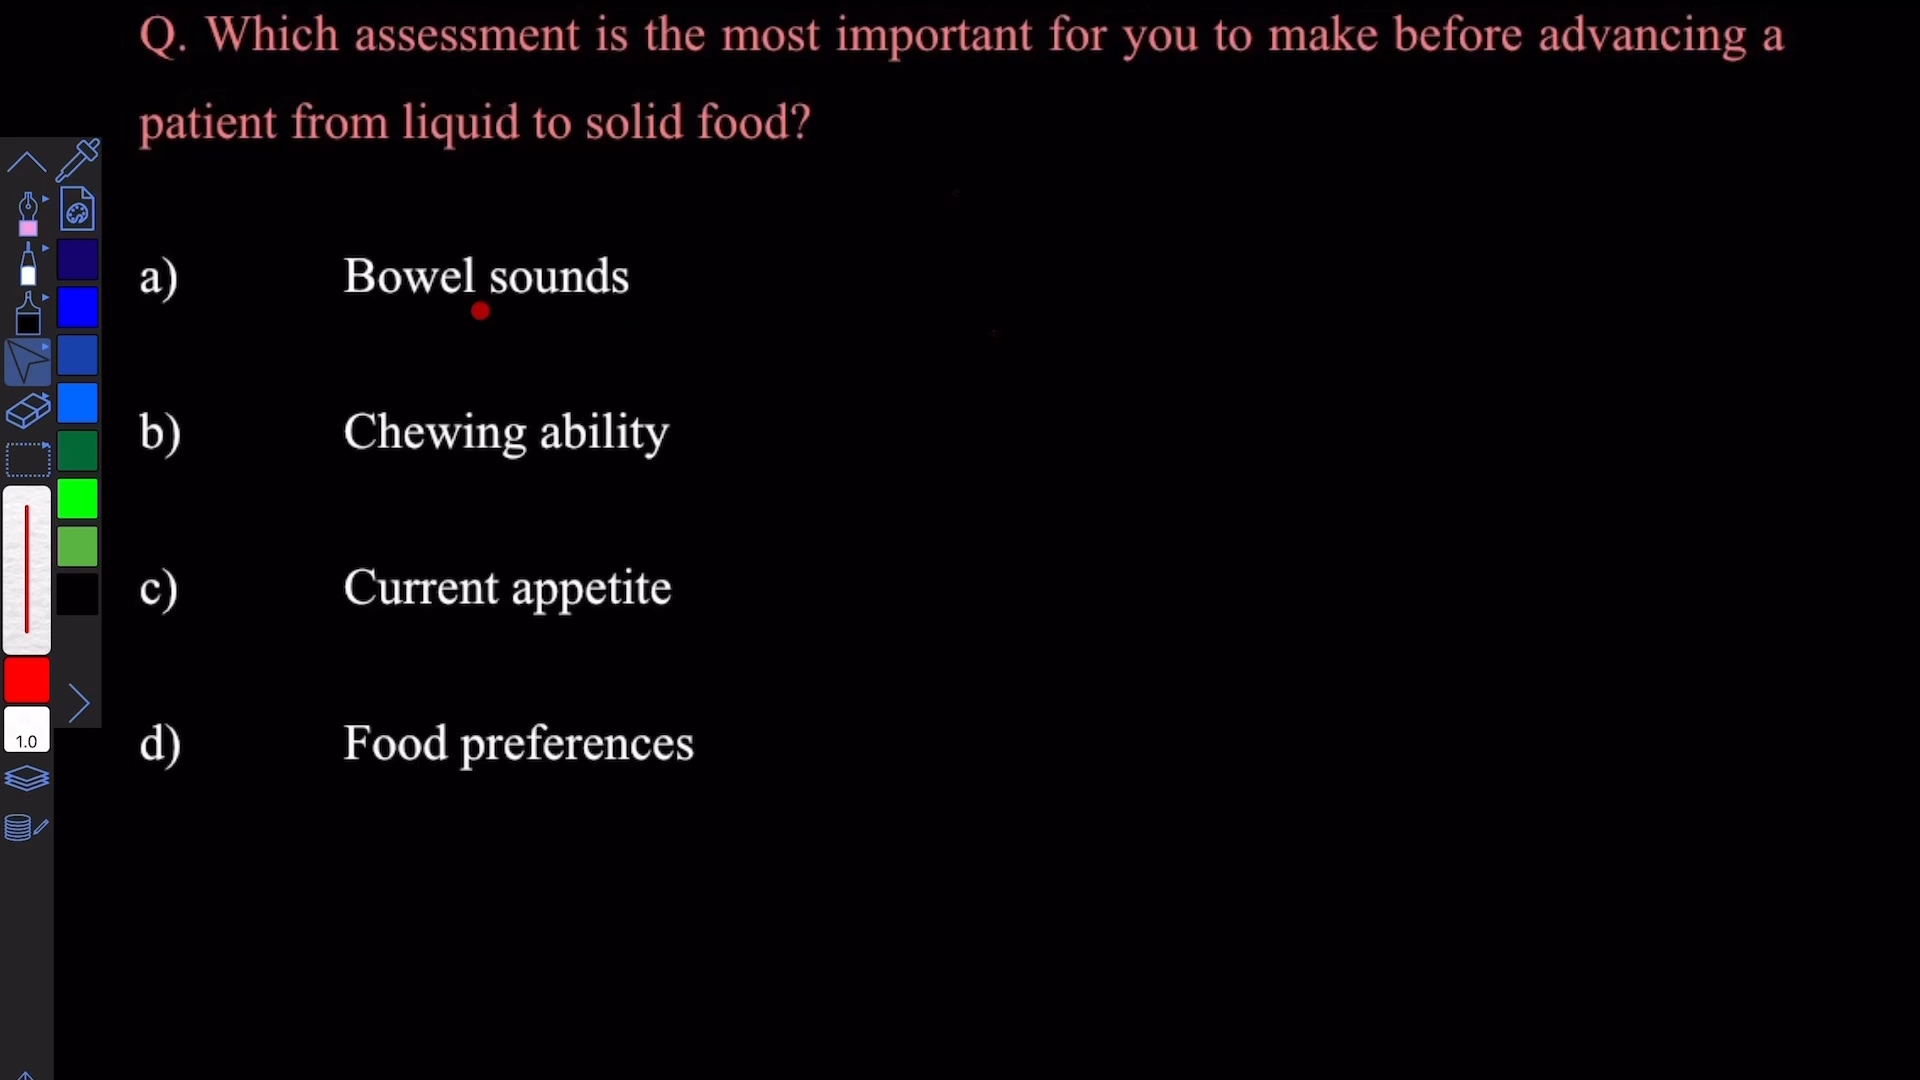 Q. Which assessment is the most important for you to make before advancing a
patient from liquid to solid food?
a) Bowel sounds
b) Chewing ability
c) Current appetite
d) Food preferences
1.0